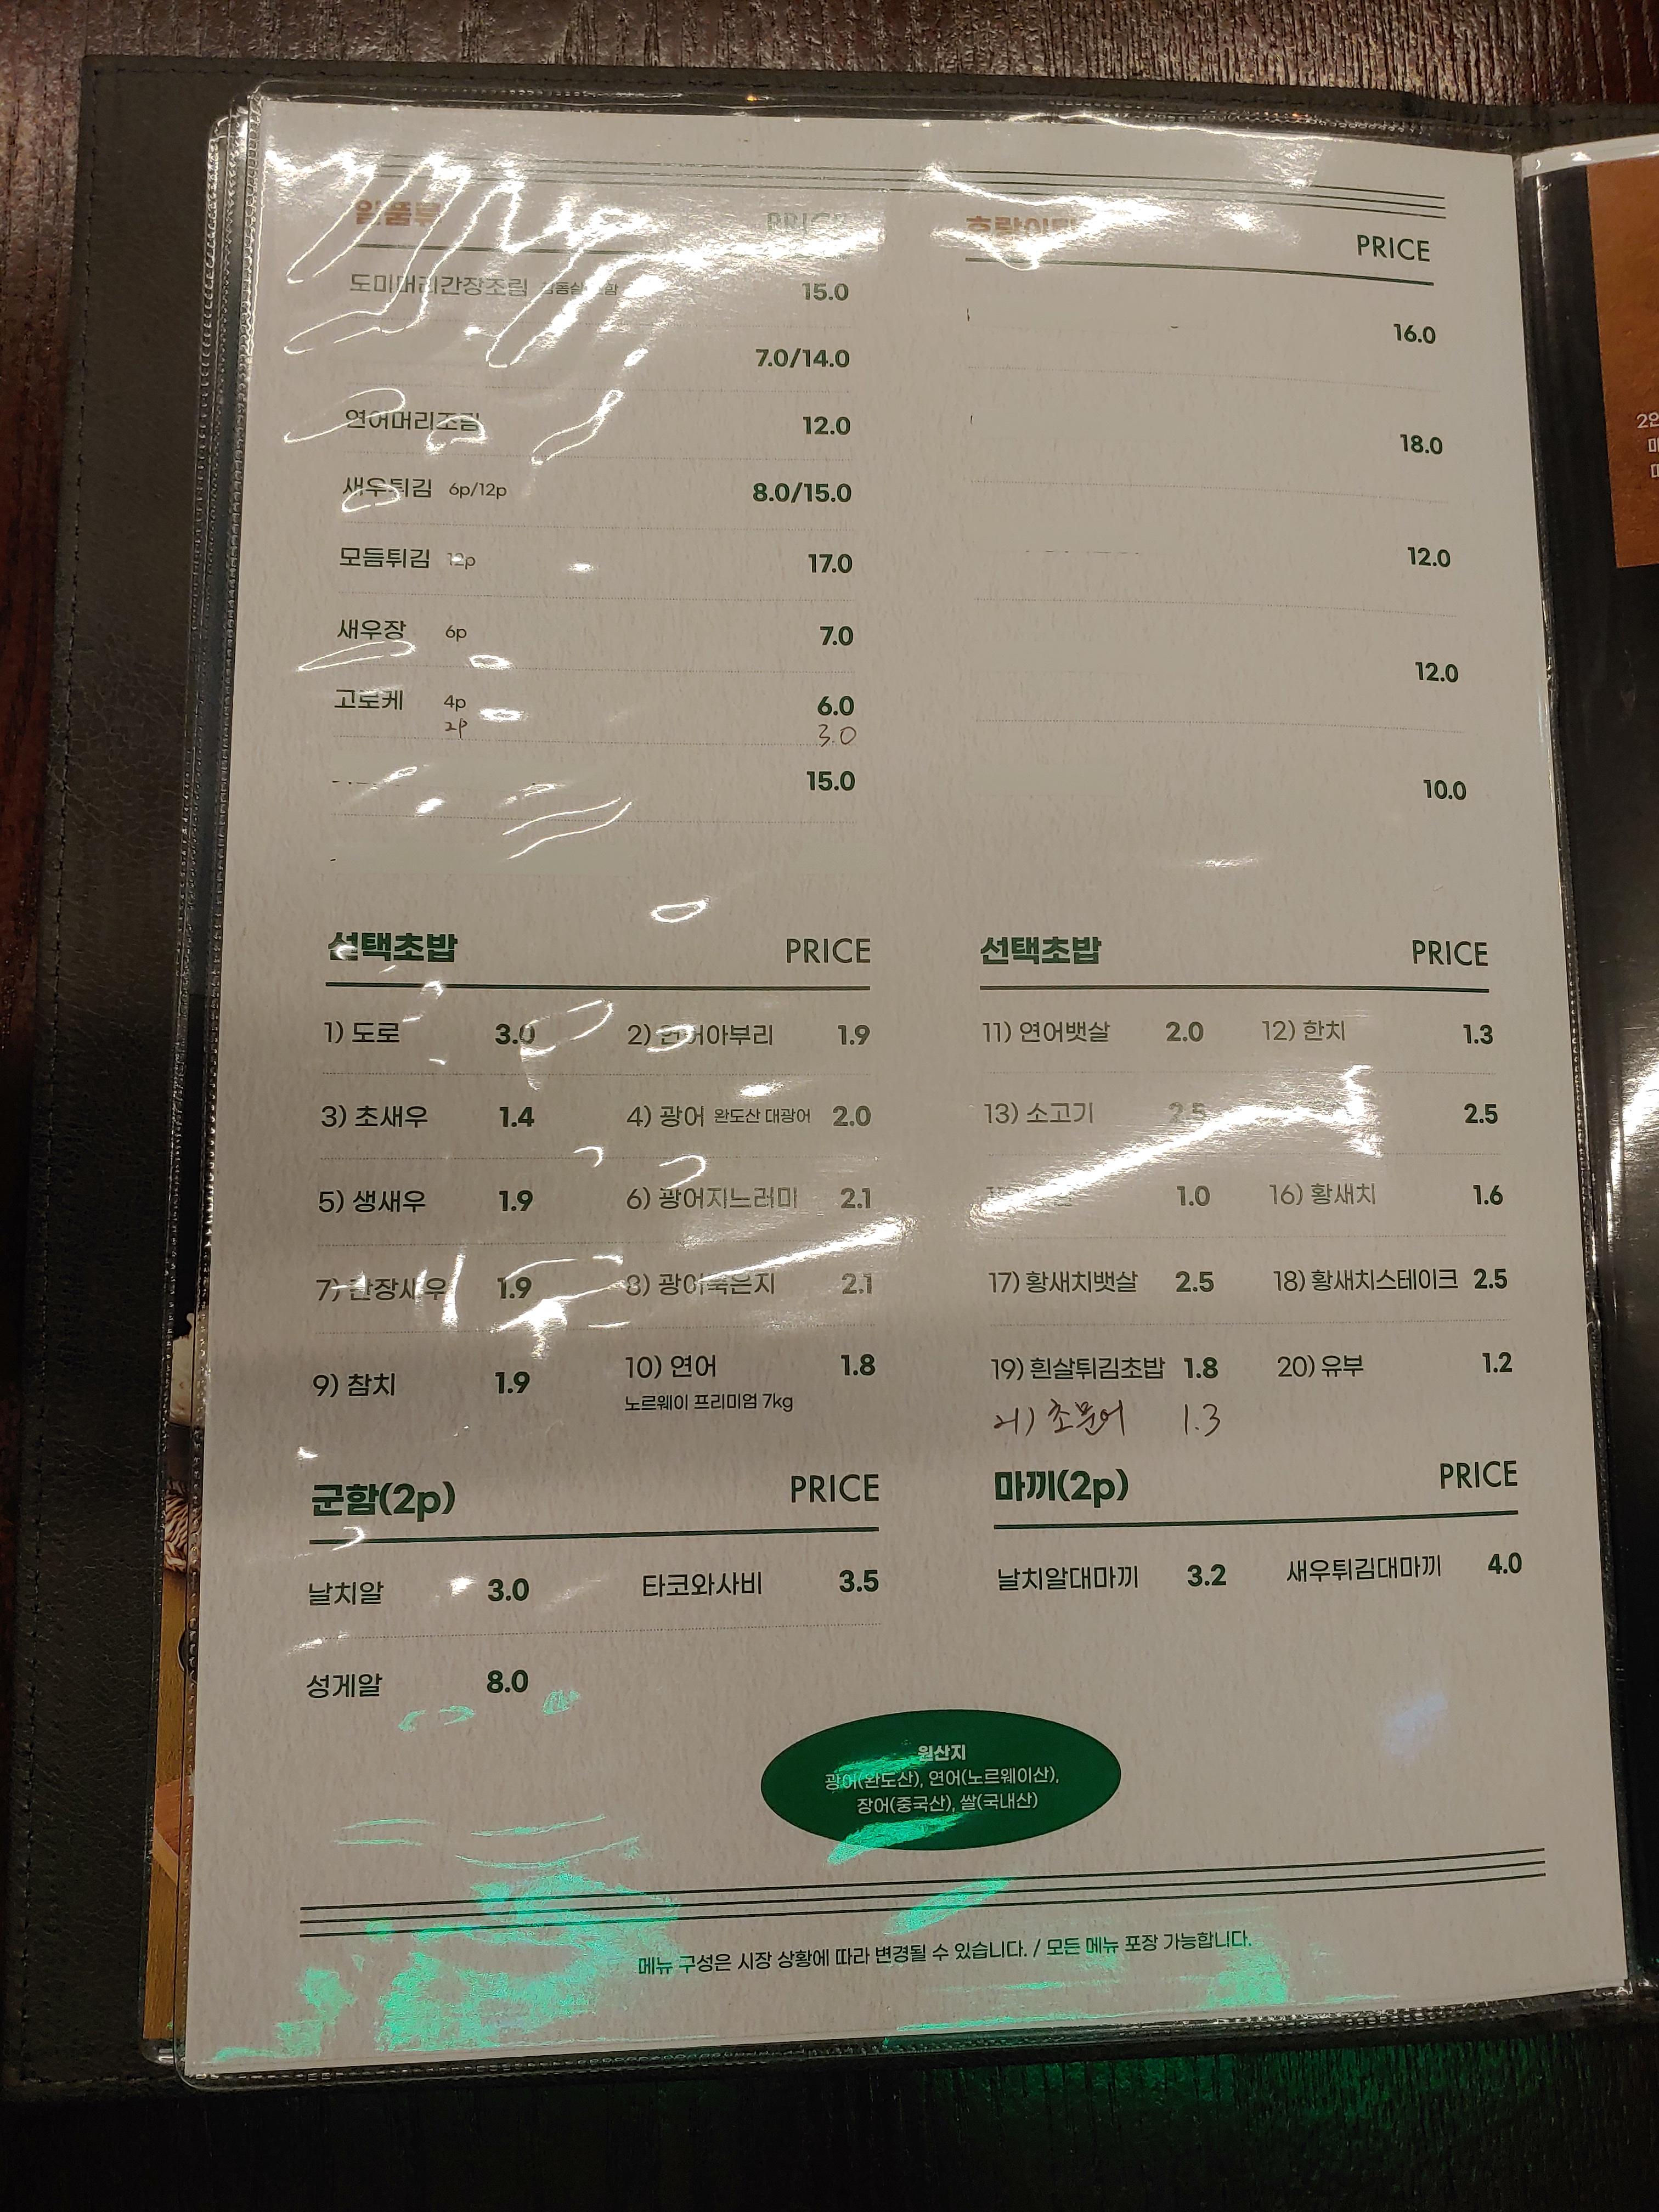 PRICE
도미머리간장조림 15.0
7.0/14.0
연어머리조림 12.0
새우튀김 6p/12p 8.0/15.0
모듬튀김 12p 17.0
새우장 6p 7.0
고로케 4p 6.0
2p 3.0
15.0
PRICE
16.0
18.0
12.0
12.0
10.0
선택초밥 PRICE
1) 도로 3.0 2) 연어아부리 1.9
3) 초새우 1.4 4) 광어 완도산 대광어 2.0
5) 생새우 1.9 6) 광어지느러미 2.1
7) 간장새우 1.9 8) 광어묵은지 2.1
9) 참치 1.9 10) 연어 1.8
노르웨이 프리미엄 7kg
선택초밥 PRICE
11) 연어뱃살 2.0 12) 한치 1.3
13) 소고기 2.5 2.5
1.0 16) 황새치 1.6
17) 황새치뱃살 2.5 18) 황새치스테이크 2.5
19) 흰살튀김초밥 1.8 20) 유부 1.2
21) 초문어 1.3
군함(2p) PRICE
날치알 3.0 타코와사비 3.5
성게알 8.0
마끼(2p) PRICE
날치알대마끼 3.2 새우튀김대마끼 4.0
원산지
광어(완도산), 연어(노르웨이산),
장어(중국산), 쌀(국내산)
메뉴 구성은 시장 상황에 따라 변경될 수 있습니다. / 모든 메뉴 포장 가능합니다.